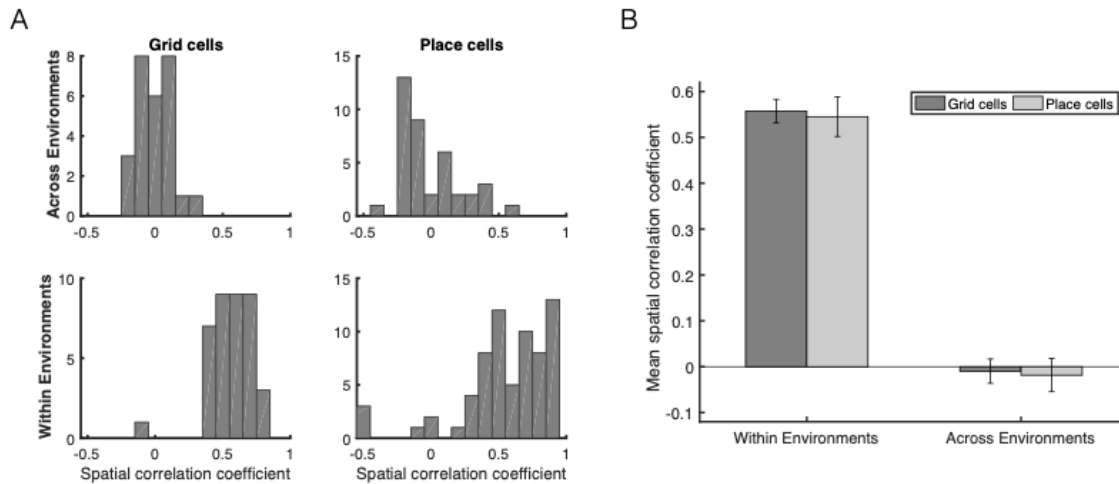 A
B
Grid cells
Place cells
Across Environments
8
6
4
2
0
-0.5 0 0.5 1
15
10
5
0
-0.5 0 0.5 1
Within Environments
10
5
0
-0.5 0 0.5 1
Spatial correlation coefficient
15
10
5
0
-0.5 0 0.5 1
Spatial correlation coefficient
Mean spatial correlation coefficient
0.6
0.5
0.4
0.3
0.2
0.1
0
-0.1
Grid cells Place cells
Within Environments Across Environments